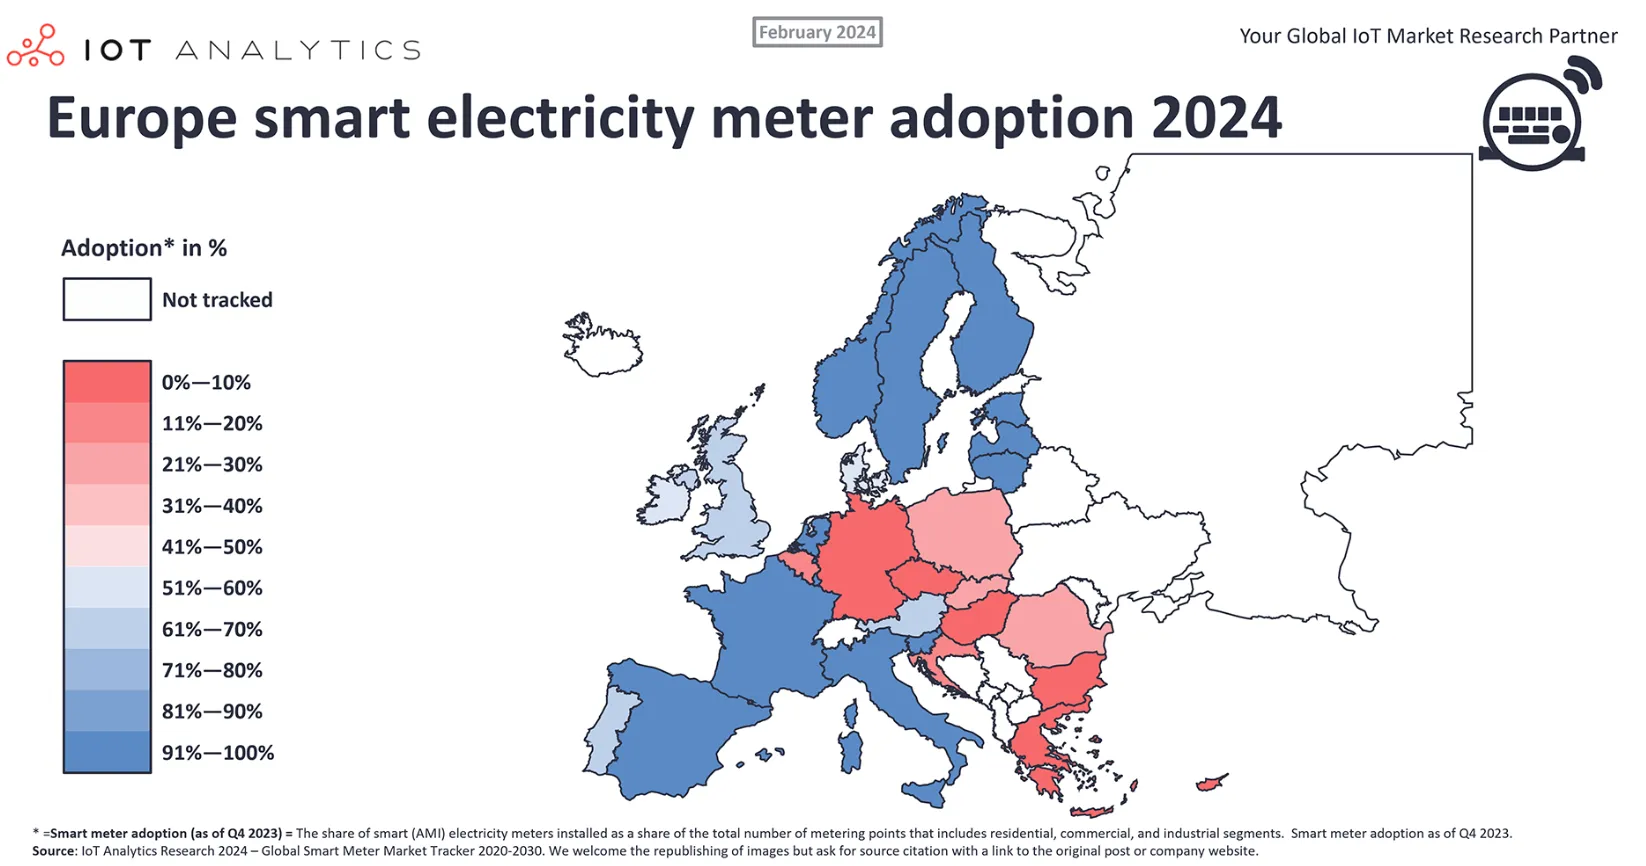 IOT ANALYTICS
February 2024
Your Global IoT Market Research Partner
Europe smart electricity meter adoption 2024
Adoption* in %
Not tracked
0%—10%
11%—20%
21%—30%
31%—40%
41%—50%
51%—60%
61%—70%
71%—80%
81%—90%
91%—100%
* =Smart meter adoption (as of Q4 2023) = The share of smart (AMI) electricity meters installed as a share of the total number of metering points that includes residential, commercial, and industrial segments.  Smart meter adoption as of Q4 2023.
Source: IoT Analytics Research 2024 – Global Smart Meter Market Tracker 2020-2030. We welcome the republishing of images but ask for source citation with a link to the original post or company website.